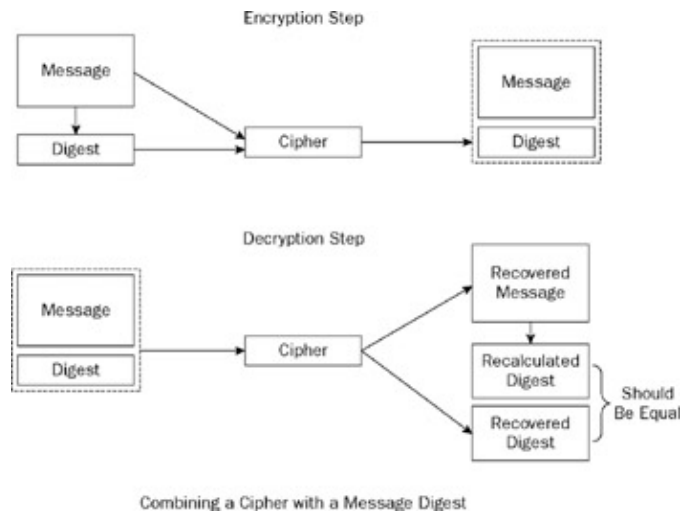 Encryption Step
Message
Digest
Cipher
Message
Digest
Decryption Step
Message
Digest
Cipher
Recovered
Message
Recalculated
Digest
Recovered
Digest
Should
Be Equal
Combining a Cipher with a Message Digest